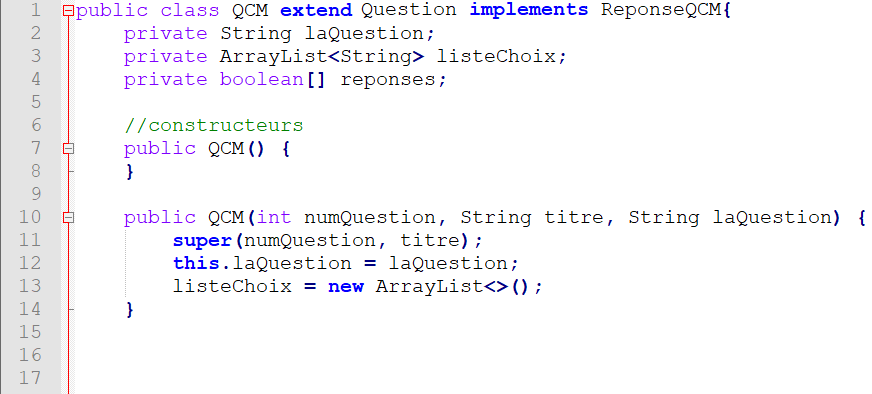 1 public class QCM extend Question implements ReponseQCM{
2 private String laQuestion;
3 private ArrayList<String> listeChoix;
4 private boolean[] reponses;
5
6 //constructeurs
7 public QCM() {
8 }
9
10 public QCM(int numQuestion, String titre, String laQuestion) {
11 super(numQuestion, titre);
12 this.laQuestion = laQuestion;
13 listeChoix = new ArrayList<>();
14 }
15
16
17